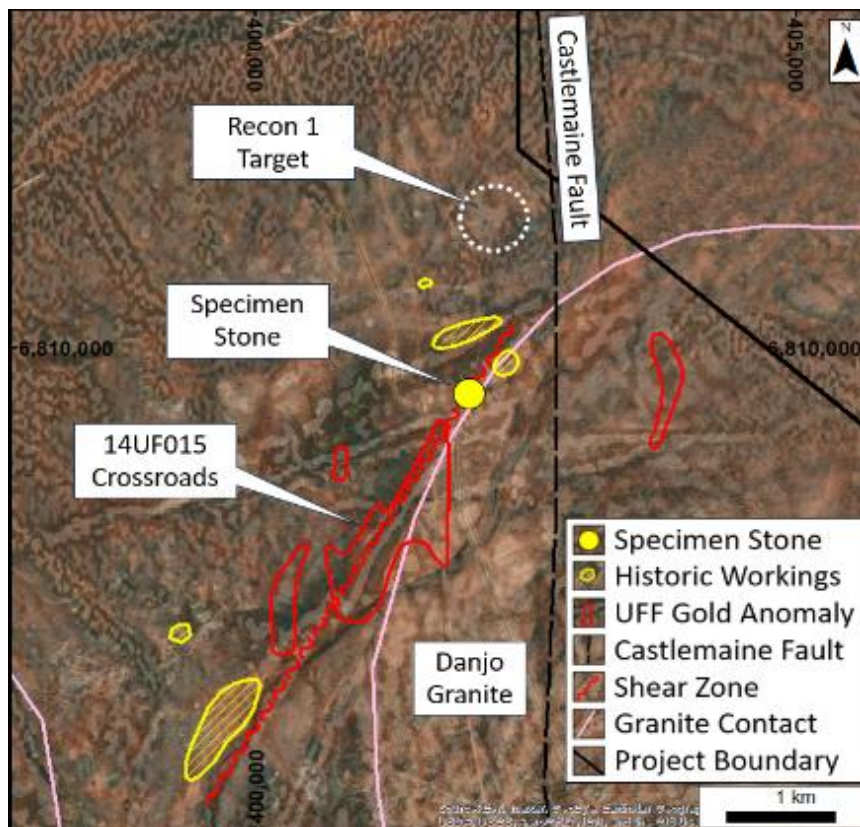 400,000
405,000
N
Castlemaine Fault
Recon 1
Target
Specimen
Stone
6,810,000
6,810,000
14UF015
Crossroads
Danjo
Granite
400,000
Specimen Stone
Historic Workings
UFF Gold Anomaly
Castlemaine Fault
Shear Zone
Granite Contact
Project Boundary
1 km